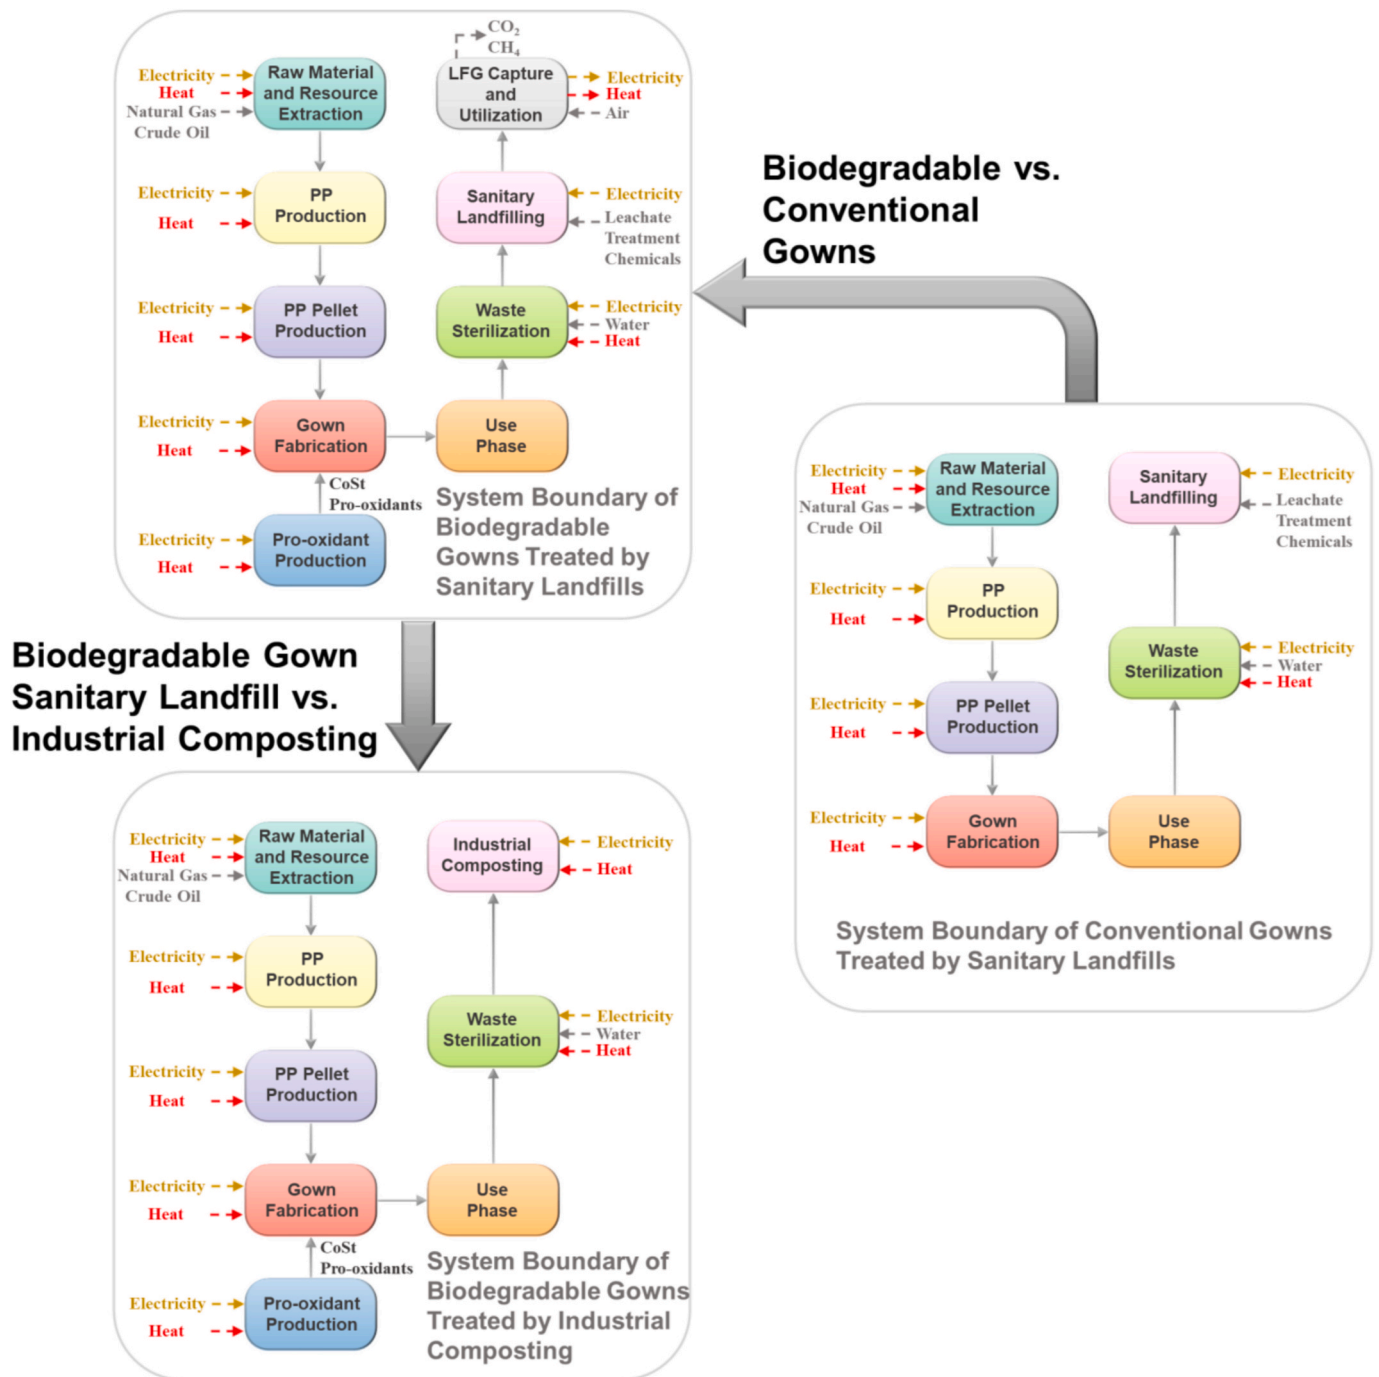 CO₂
CH₄
Electricity
Heat
Natural Gas
Crude Oil
Raw Material
and Resource
Extraction
LFG Capture
and
Utilization
Electricity
Heat
Air
Electricity
Heat
PP
Production
Sanitary
Landfilling
Electricity
Leachate
Treatment
Chemicals
Electricity
Heat
PP Pellet
Production
Waste
Sterilization
Electricity
Water
Heat
Electricity
Heat
Gown
Fabrication
Use
Phase
CoSt
Pro-oxidants
Electricity
Heat
Pro-oxidant
Production
System Boundary of
Biodegradable
Gowns Treated by
Sanitary Landfills
Biodegradable vs.
Conventional
Gowns
Electricity
Heat
Natural Gas
Crude Oil
Raw Material
and Resource
Extraction
Sanitary
Landfilling
Electricity
Leachate
Treatment
Chemicals
Electricity
Heat
PP
Production
Waste
Sterilization
Electricity
Water
Heat
Electricity
Heat
PP Pellet
Production
Electricity
Heat
Gown
Fabrication
Use
Phase
System Boundary of Conventional Gowns
Treated by Sanitary Landfills
Biodegradable Gown
Sanitary Landfill vs.
Industrial Composting
Electricity
Heat
Natural Gas
Crude Oil
Raw Material
and Resource
Extraction
Industrial
Composting
Electricity
Heat
Electricity
Heat
PP
Production
Waste
Sterilization
Electricity
Water
Heat
Electricity
Heat
PP Pellet
Production
Electricity
Heat
Gown
Fabrication
Use
Phase
CoSt
Pro-oxidants
Electricity
Heat
Pro-oxidant
Production
System Boundary of
Biodegradable Gowns
Treated by Industrial
Composting